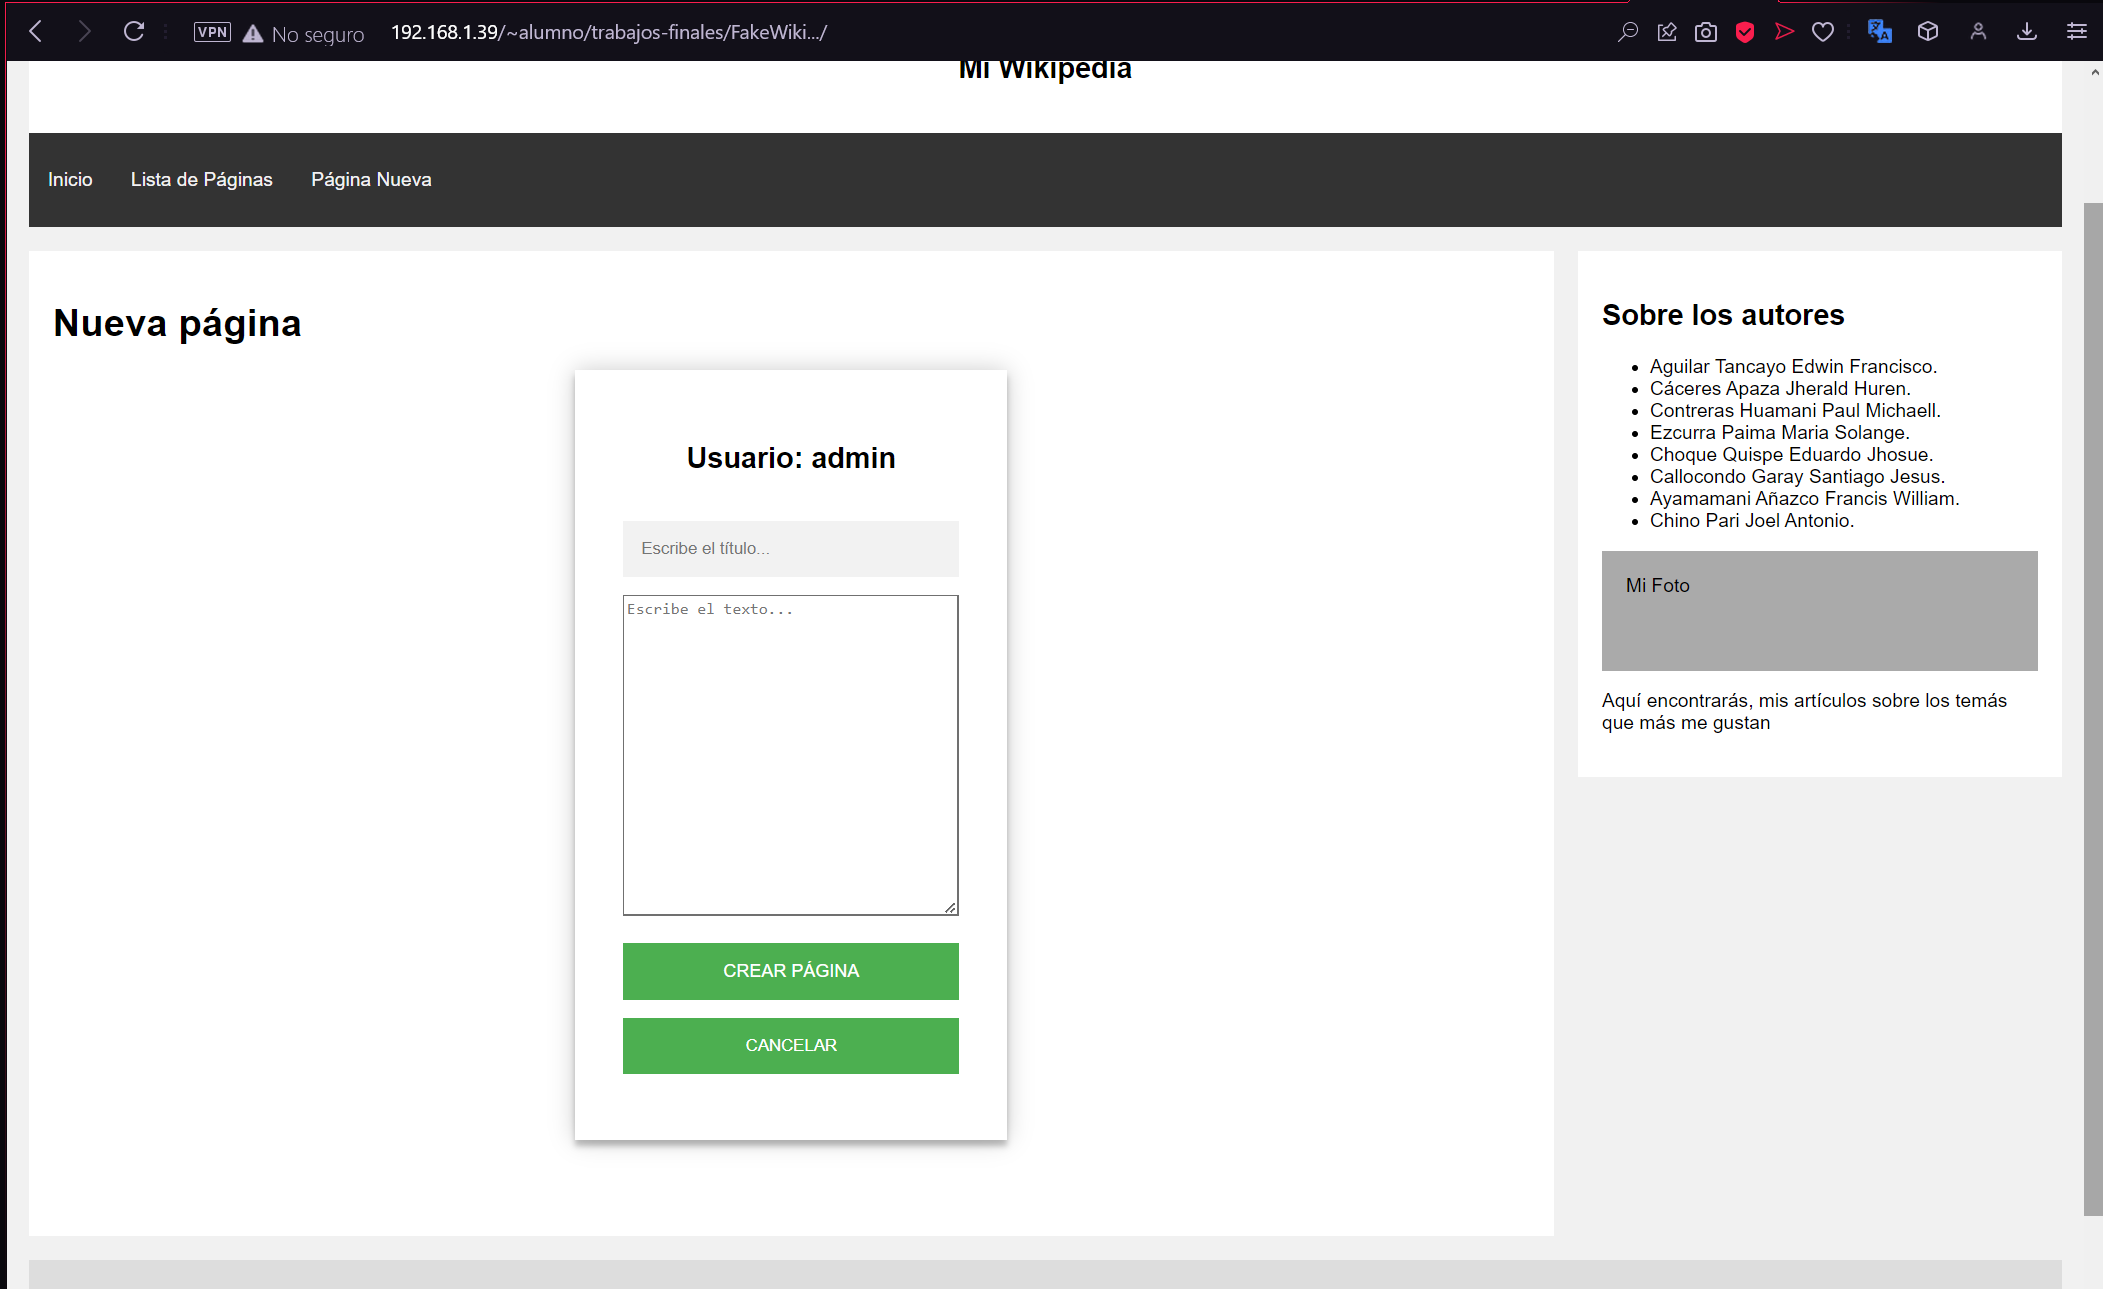 VPN
No seguro
192.168.1.39/~alumno/trabajos-finales/FakeWiki.../
Mi Wikipedia
Inicio
Lista de Páginas
Página Nueva
Nueva página
Usuario: admin
Escribe el título...
Escribe el texto...
CREAR PÁGINA
CANCELAR
Sobre los autores
Aguilar Tancayo Edwin Francisco.
Cáceres Apaza Jherald Huren.
Contreras Huamani Paul Michaell.
Ezcurra Paima Maria Solange.
Choque Quispe Eduardo Jhosue.
Callocondo Garay Santiago Jesus.
Ayamamani Añazco Francis William.
Chino Pari Joel Antonio.
Mi Foto
Aquí encontrarás, mis artículos sobre los temás
que más me gustan